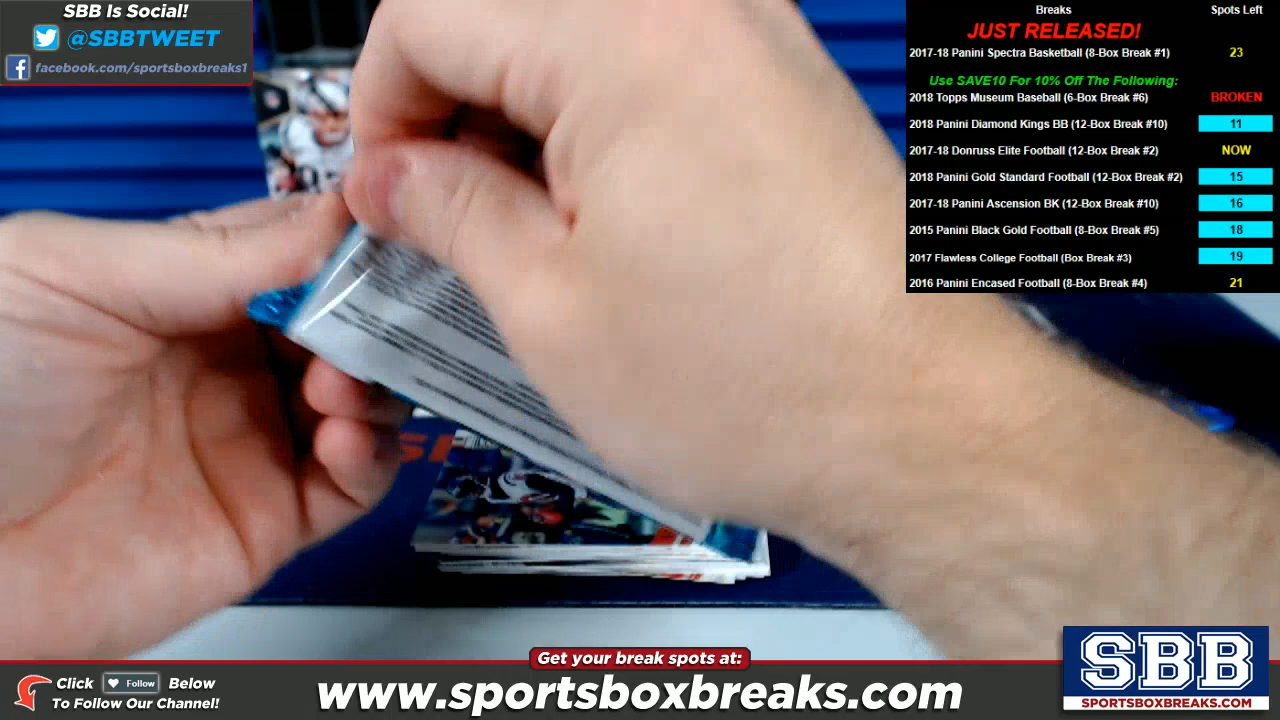 SBB Is Social!
@SBBTWEET
facebook.com/sportsboxbreaks1
Breaks Spots Left
JUST RELEASED!
2017-18 Panini Spectra Basketball (8-Box Break #1) 23
Use SAVE10 For 10% Off The Following:
2018 Topps Museum Baseball (6-Box Break #6) BROKEN
2018 Panini Diamond Kings BB (12-Box Break #10) 11
2017-18 Donruss Elite Football (12-Box Break #2) NOW
2018 Panini Gold Standard Football (12-Box Break #2) 15
2017-18 Panini Ascension BK (12-Box Break #10) 16
2015 Panini Black Gold Football (8-Box Break #5) 18
2017 Flawless College Football (Box Break #3) 19
2016 Panini Encased Football (8-Box Break #4) 21
Get your break spots at:
Click Follow Below
To Follow Our Channel!
www.sportsboxbreaks.com
SBB
SPORTSBOXBREAKS.COM